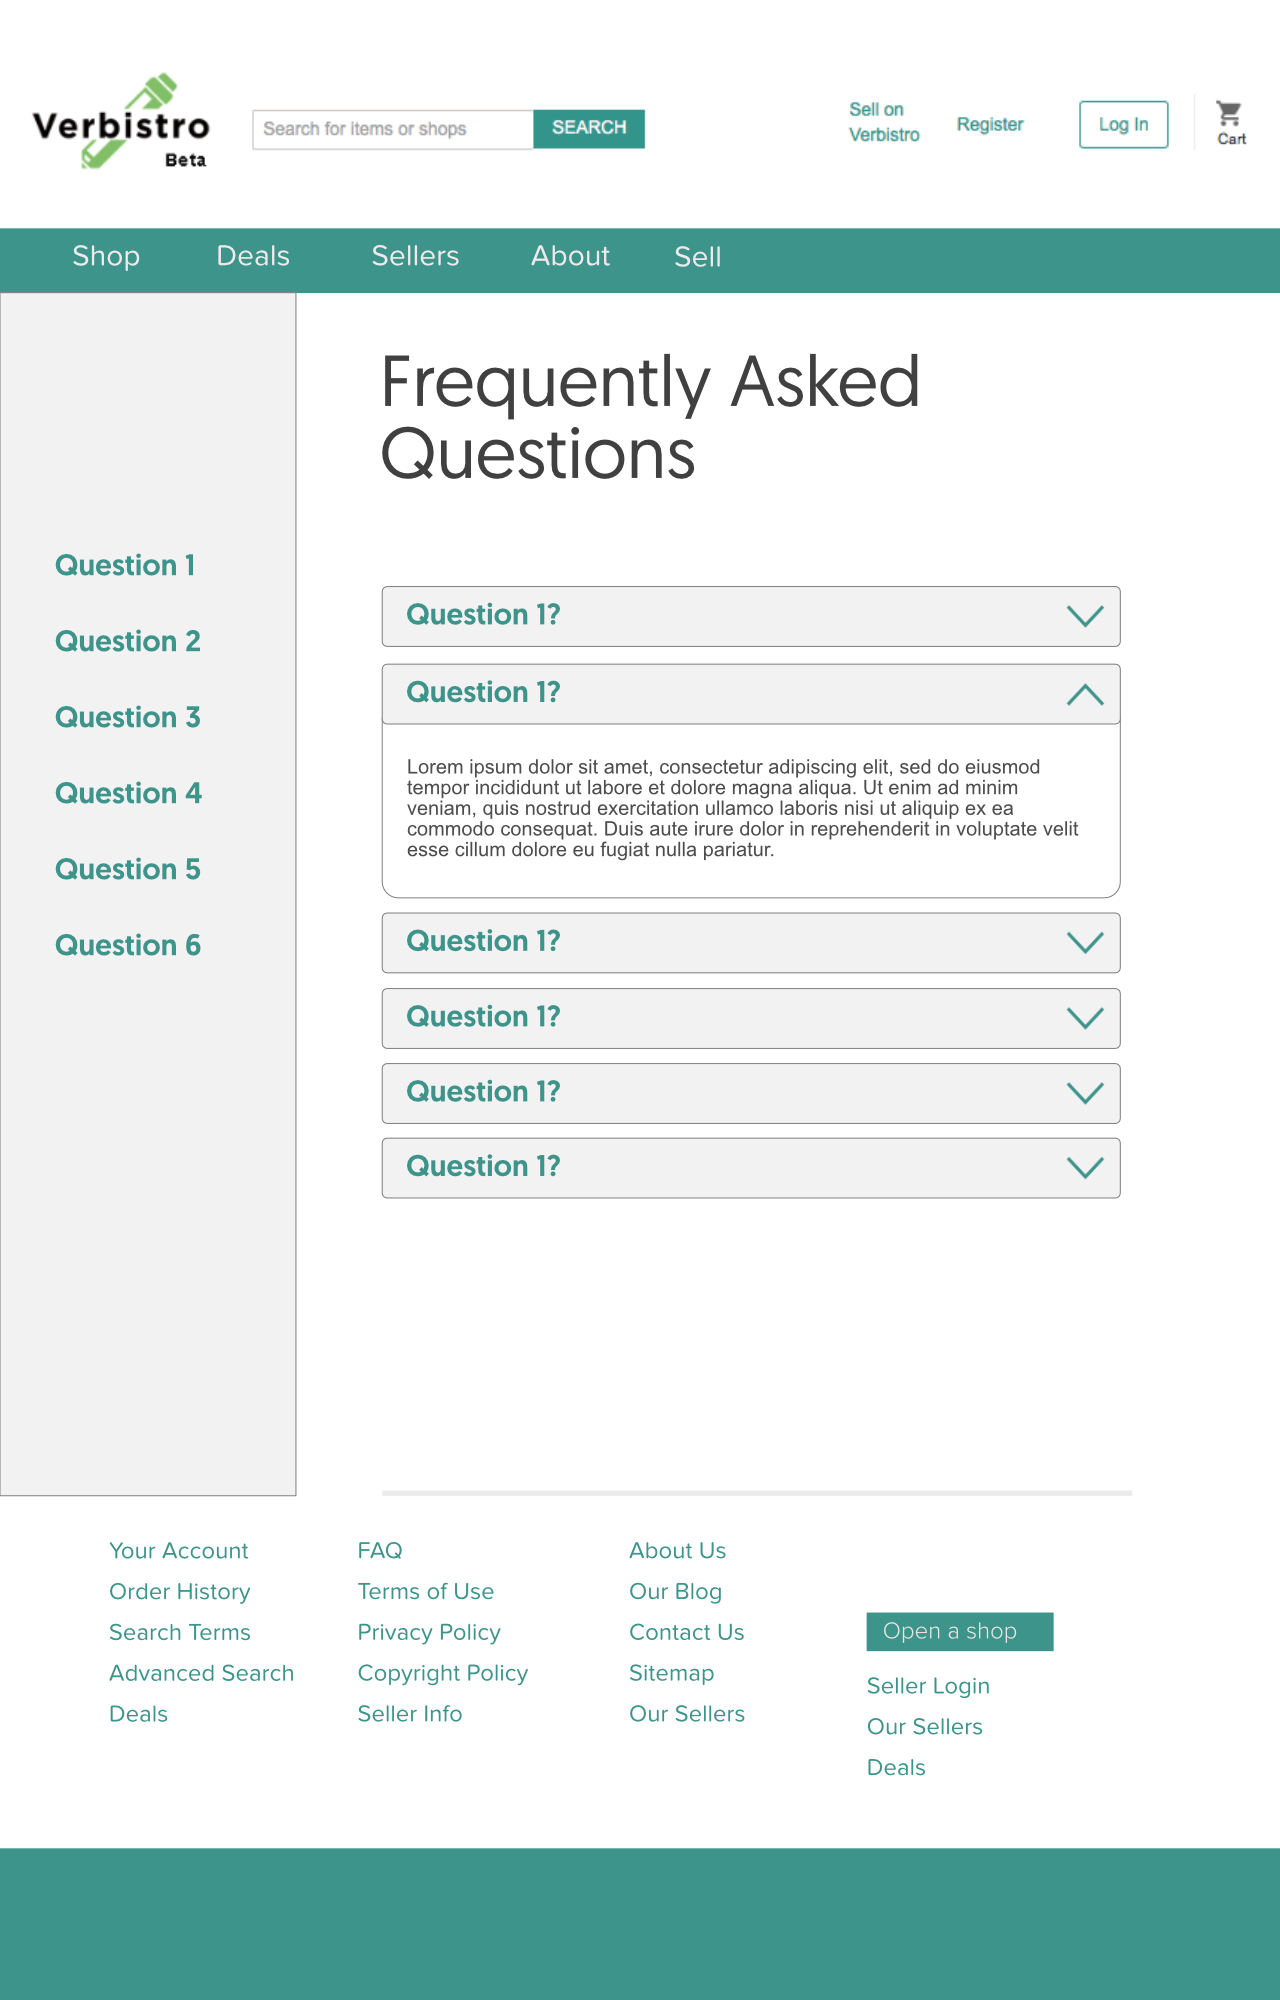 Verbistro
Beta
Search for items or shops
SEARCH
Sell on
Verbistro
Register
Log In
Cart
Shop
Deals
Sellers
About
Sell
Question 1
Question 2
Question 3
Question 4
Question 5
Question 6
Frequently Asked
Questions
Question 1?
Question 1?
Lorem ipsum dolor sit amet, consectetur adipiscing elit, sed do eiusmod
tempor incididunt ut labore et dolore magna aliqua. Ut enim ad minim
veniam, quis nostrud exercitation ullamco laboris nisi ut aliquip ex ea
commodo consequat. Duis aute irure dolor in reprehenderit in voluptate velit
esse cillum dolore eu fugiat nulla pariatur.
Question 1?
Question 1?
Question 1?
Question 1?
Your Account
Order History
Search Terms
Advanced Search
Deals
FAQ
Terms of Use
Privacy Policy
Copyright Policy
Seller Info
About Us
Our Blog
Contact Us
Sitemap
Our Sellers
Open a shop
Seller Login
Our Sellers
Deals